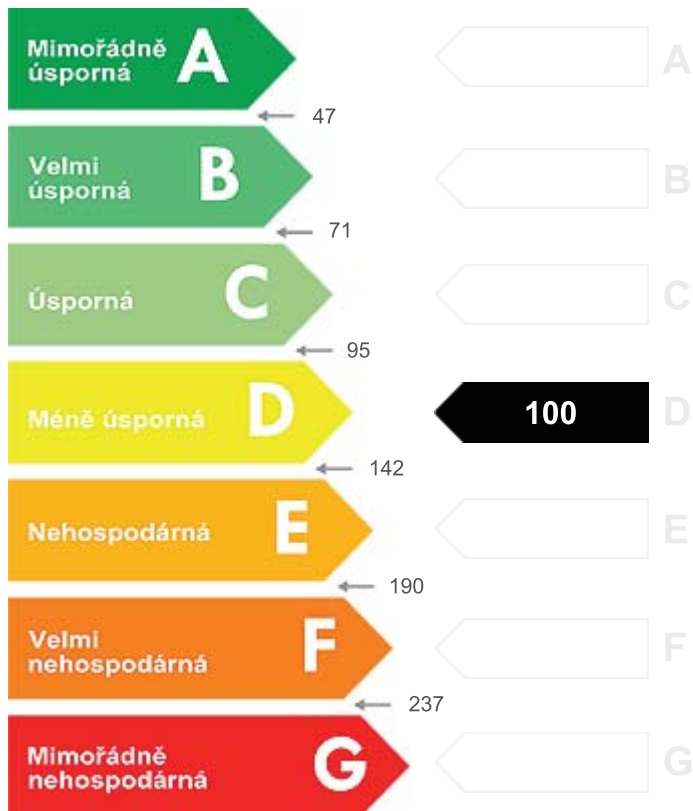 Mimořádně
úsporná
A
A
47
Velmi
úsporná
B
B
71
Úsporná
C
C
95
Méně úsporná
D
100
D
142
Nehospodárná
E
E
190
Velmi
nehospodárná
F
F
237
Mimořádně
nehospodárná
G
G